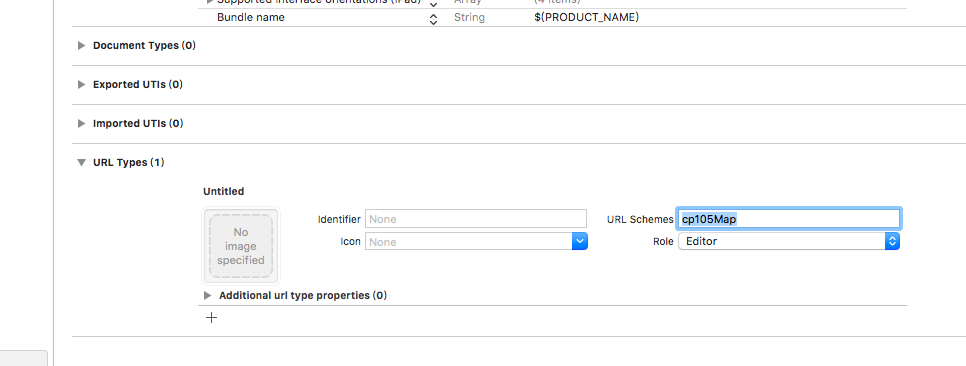 Supported interface orientations (iPad) Array (4 items)
Bundle name String $(PRODUCT_NAME)
Document Types (0)
Exported UTIs (0)
Imported UTIs (0)
URL Types (1)
Untitled
No image specified
Identifier None URL Schemes cp105Map
Icon None Role Editor
Additional url type properties (0)